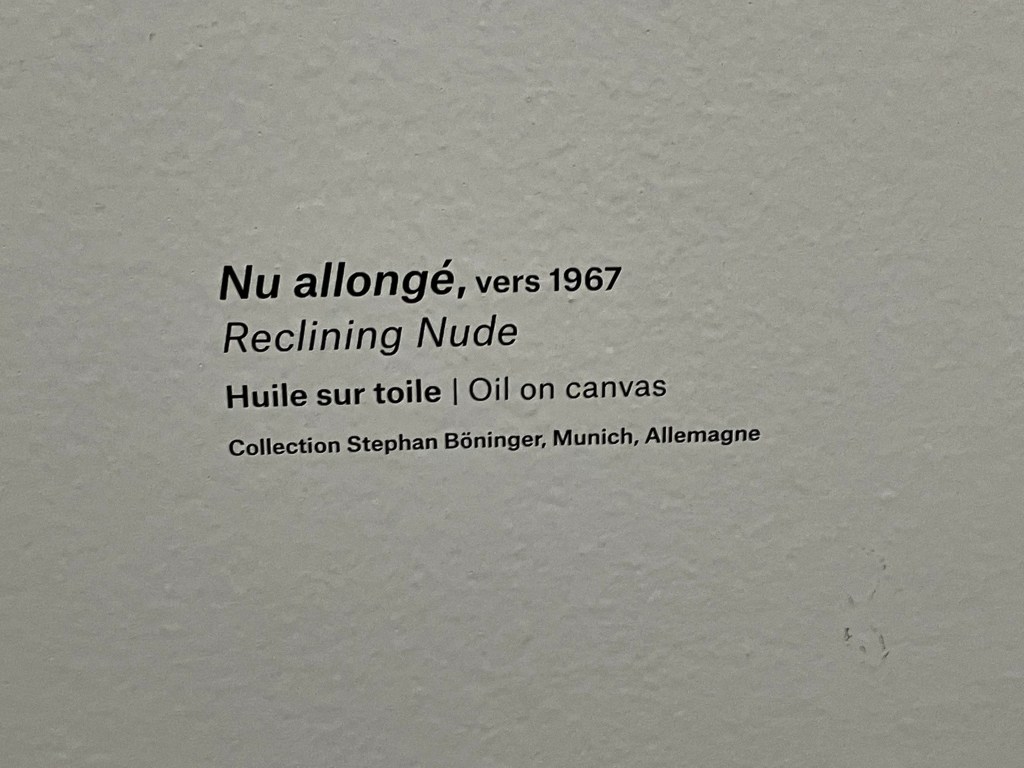 Nu allongé, vers 1967
Reclining Nude
Huile sur toile | Oil on canvas
Collection Stephan Böninger, Munich, Allemagne